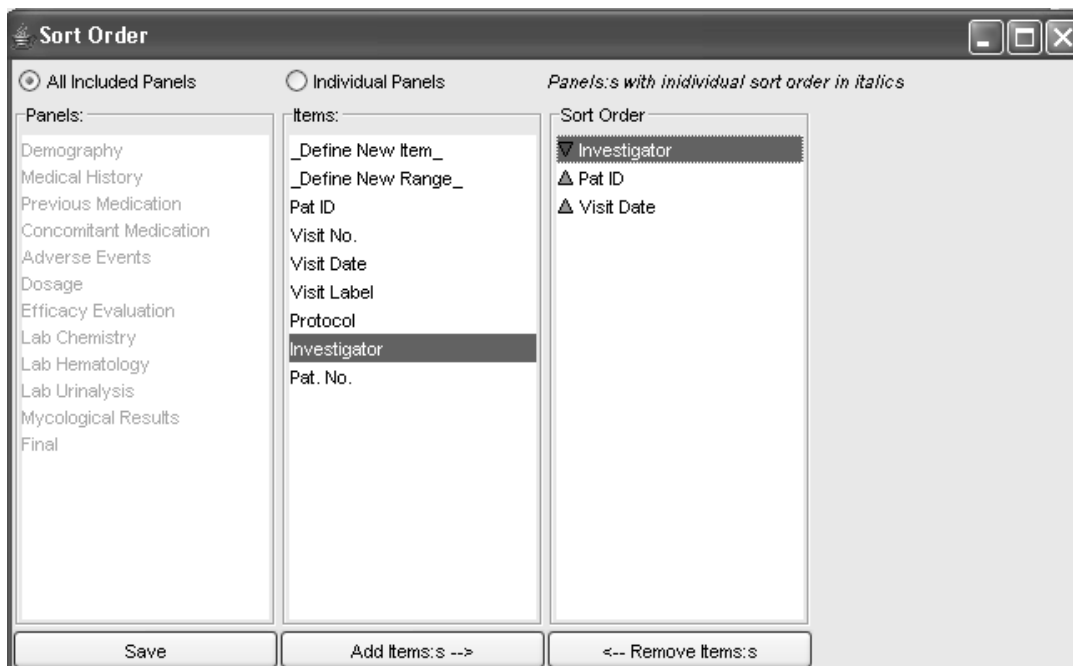 Sort Order
All Included Panels
Individual Panels
Panels:s with inidividual sort order in italics
Panels:
Demography
Medical History
Previous Medication
Concomitant Medication
Adverse Events
Dosage
Efficacy Evaluation
Lab Chemistry
Lab Hematology
Lab Urinalysis
Mycological Results
Final
Items:
_Define New Item_
_Define New Range_
Pat ID
Visit No.
Visit Date
Visit Label
Protocol
Investigator
Pat. No.
Sort Order
Investigator
Pat ID
Visit Date
Save
Add Items:s -->
<-- Remove Items:s